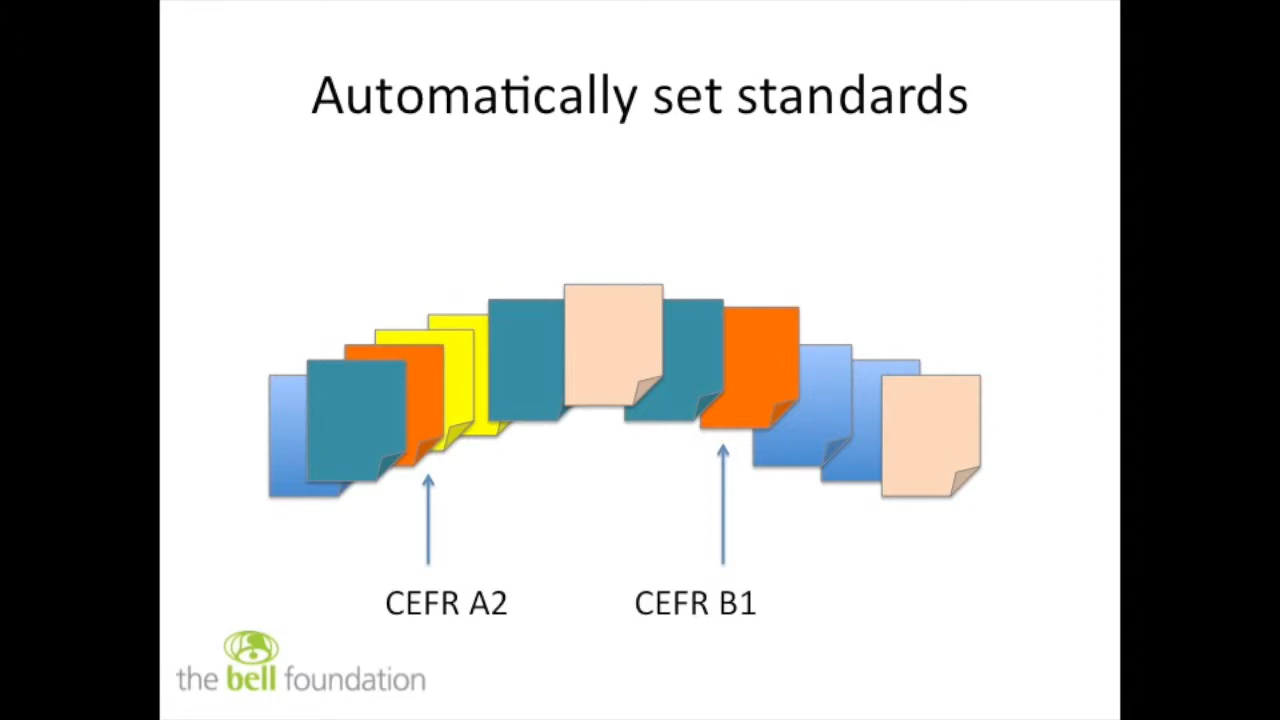 Automatically set standards
CEFR A2
CEFR B1
the bell foundation